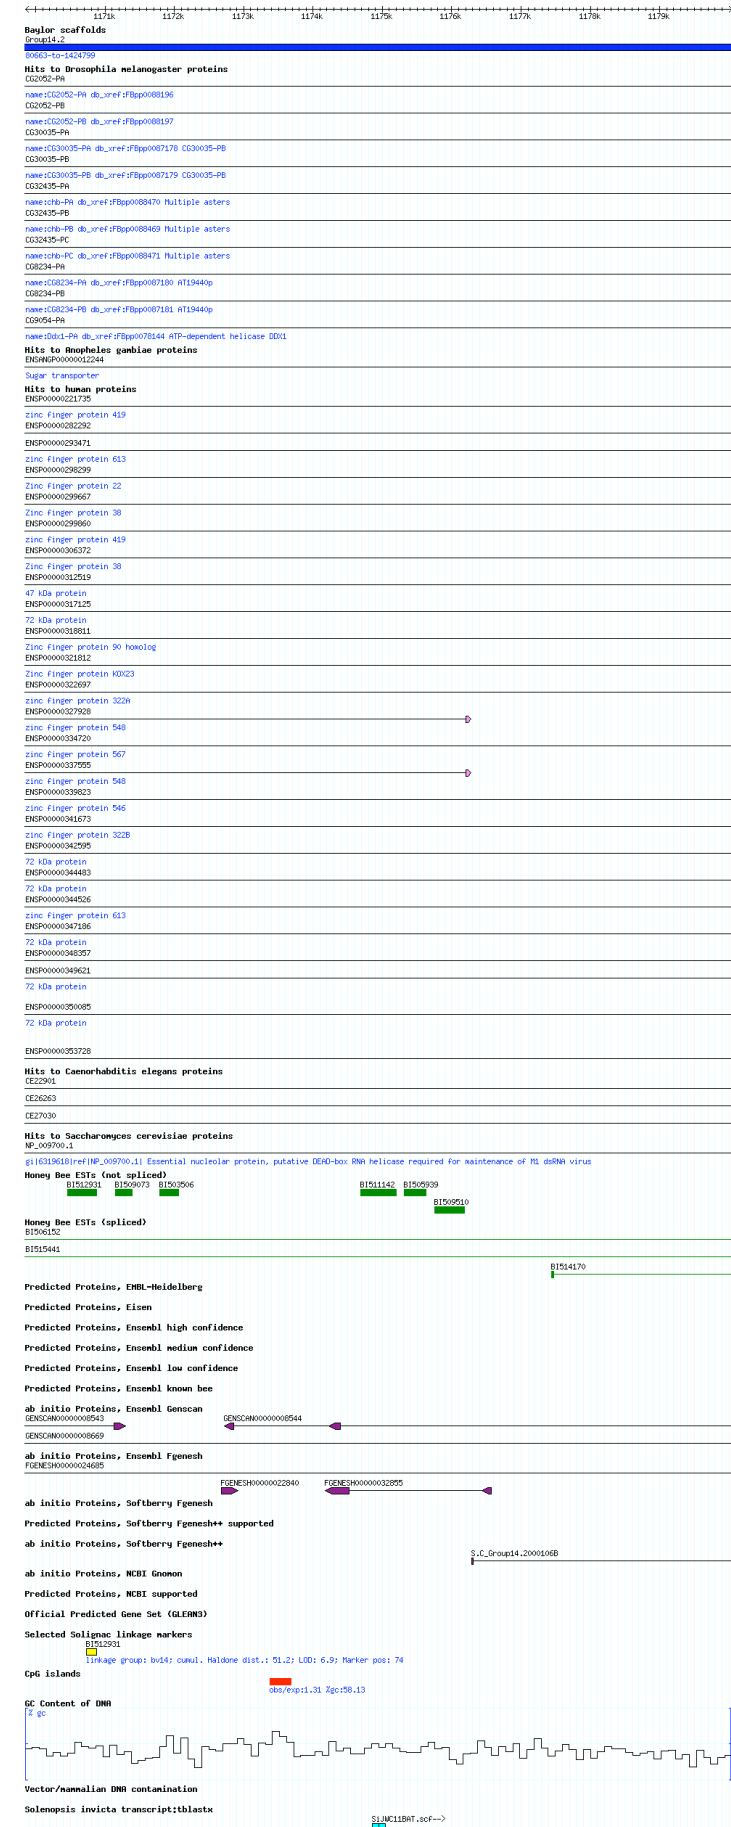 1171k 1172k 1173k 1174k 1175k 1176k 1177k 1178k 1179k
Baylor scaffolds
Group14.2
80663-to-1424799
Hits to Drosophila melanogaster proteins
CG2052-PA
name:CG2052-PA db_xref:FBpp0088196
CG2052-PB
name:CG2052-PB db_xref:FBpp0088197
CG30035-PA
name:CG30035-PA db_xref:FBpp0087178 CG30035-PB
CG30035-PB
name:CG30035-PB db_xref:FBpp0087179 CG30035-PB
CG32435-PA
name:chb-PA db_xref:FBpp0088470 Multiple asters
CG32435-PB
name:chb-PB db_xref:FBpp0088469 Multiple asters
CG32435-PC
name:chb-PC db_xref:FBpp0088471 Multiple asters
CG8234-PA
name:CG8234-PA db_xref:FBpp0087180 AT19440p
CG8234-PB
name:CG8234-PB db_xref:FBpp0087181 AT19440p
CG9054-PA
name:Ddx1-PA db_xref:FBpp0078144 ATP-dependent helicase DDX1
Hits to Anopheles gambiae proteins
ENSANGP00000012244
Sugar transporter
Hits to human proteins
ENSP00000221735
zinc finger protein 419
ENSP00000282292
ENSP00000293471
zinc finger protein 613
ENSP00000298299
ENSP00000299667
Zinc finger protein 22
Zinc finger protein 38
ENSP00000299860
zinc finger protein 419
ENSP00000306372
Zinc finger protein 38
ENSP00000312519
47 kDa protein
ENSP00000317125
72 kDa protein
ENSP00000318811
Zinc finger protein 90 homolog
ENSP00000321812
Zinc finger protein KOX23
ENSP00000322697
zinc finger protein 322A
ENSP00000327928
zinc finger protein 548
ENSP00000334720
zinc finger protein 567
ENSP00000337555
zinc finger protein 548
ENSP00000339823
zinc finger protein 546
ENSP00000341673
zinc finger protein 322B
ENSP00000342595
72 kDa protein
ENSP00000344483
72 kDa protein
ENSP00000344526
zinc finger protein 613
ENSP00000347186
72 kDa protein
ENSP00000348357
ENSP00000349621
72 kDa protein
ENSP00000350085
72 kDa protein
ENSP00000353728
Hits to Caenorhabditis elegans proteins
CE22901
CE26263
CE27030
Hits to Saccharomyces cerevisiae proteins
NP_009700.1
gi|6319618|ref|NP_009700.1| Essential nucleolar protein, putative DEAD-box RNA helicase required for maintenance of M1 dsRNA virus
Honey Bee ESTs (not spliced)
BI512931 BI509073 BI503506 BI511142 BI505939
BI509510
Honey Bee ESTs (spliced)
BI506152
BI515441
BI514170
Predicted Proteins, EMBL-Heidelberg
Predicted Proteins, Eisen
Predicted Proteins, Ensembl high confidence
Predicted Proteins, Ensembl medium confidence
Predicted Proteins, Ensembl low confidence
Predicted Proteins, Ensembl known bee
ab initio Proteins, Ensembl Genscan
GENSCAN00000008543 GENSCAN00000008544
GENSCAN00000008669
ab initio Proteins, Ensembl Fgenesh
FGENESH00000024685
FGENESH00000022840 FGENESH00000032855
ab initio Proteins, Softberry Fgenesh
Predicted Proteins, Softberry Fgenesh++ supported
ab initio Proteins, Softberry Fgenesh++
S.C_Group14.2000106B
ab initio Proteins, NCBI Gnomon
Predicted Proteins, NCBI supported
Official Predicted Gene Set (GLEAN3)
Selected Solignac linkage markers
BI512931
linkage group: bv14; cumul. Haldone dist.: 51.2; LOD: 6.9; Marker pos: 74
CpG islands
obs/exp:1.31 %gc:58.13
GC Content of DNA
% gc
Vector/mammalian DNA contamination
Solenopsis invicta transcript;tblastx
SiJWC11BAT.scf-->